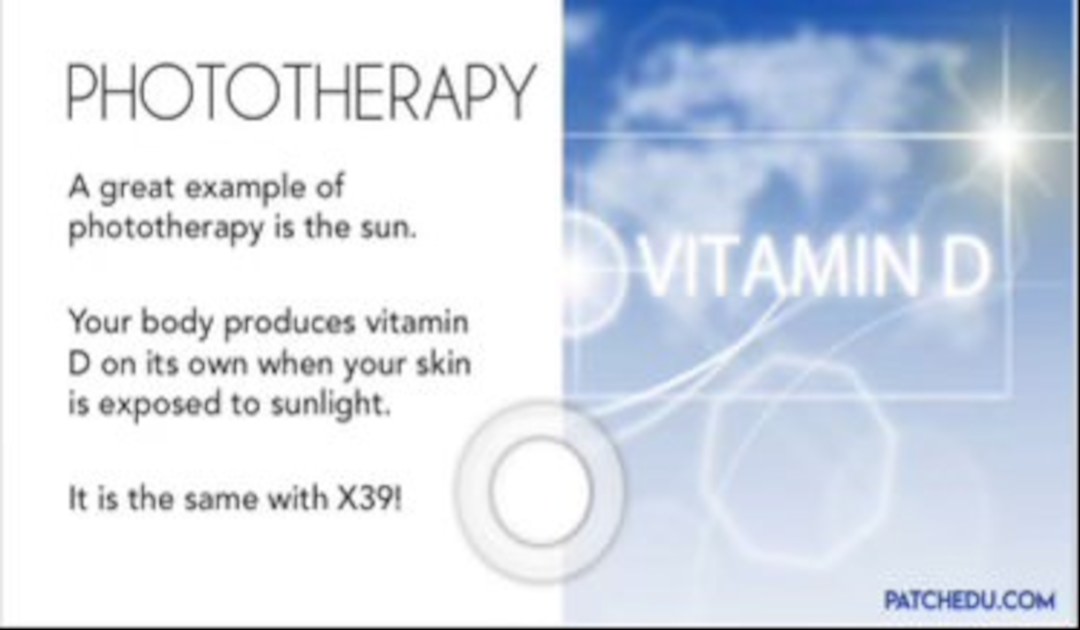 PHOTOTHERAPY
A great example of
phototherapy is the sun.
Your body produces vitamin
D on its own when your skin
is exposed to sunlight.
It is the same with X39!
VITAMIN D
PATCHEDU.COM